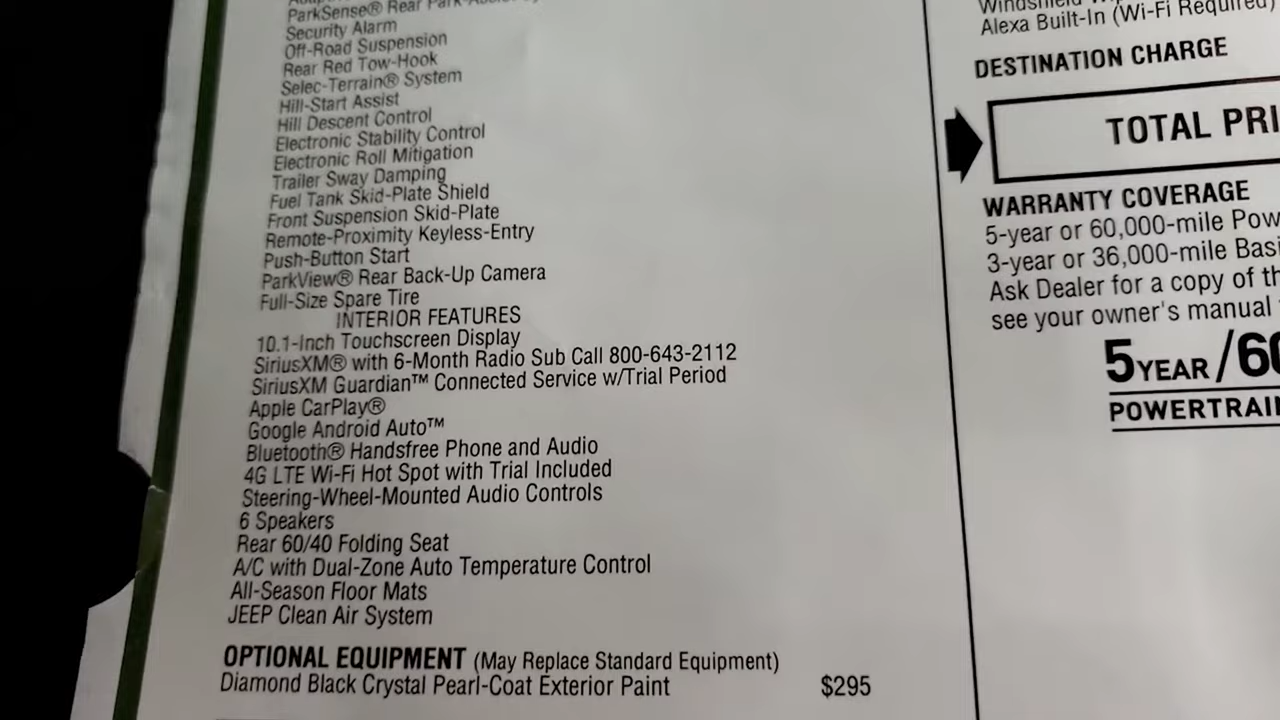 ParkSense® Rear
Security Alarm
Off-Road Suspension
Rear Red Tow-Hook
Selec-Terrain® System
Hill-Start Assist
Hill Descent Control
Electronic Stability Control
Electronic Roll Mitigation
Trailer Sway Damping
Fuel Tank Skid-Plate Shield
Front Suspension Skid-Plate
Remote-Proximity Keyless-Entry
Push-Button Start
ParkView® Rear Back-Up Camera
Full-Size Spare Tire
INTERIOR FEATURES
10.1-Inch Touchscreen Display
SiriusXM® with 6-Month Radio Sub Call 800-643-2112
SiriusXM Guardian™ Connected Service w/Trial Period
Apple CarPlay®
Google Android Auto™
Bluetooth® Handsfree Phone and Audio
4G LTE Wi-Fi Hot Spot with Trial Included
Steering-Wheel-Mounted Audio Controls
6 Speakers
Rear 60/40 Folding Seat
A/C with Dual-Zone Auto Temperature Control
All-Season Floor Mats
JEEP Clean Air System
OPTIONAL EQUIPMENT (May Replace Standard Equipment)
Diamond Black Crystal Pearl-Coat Exterior Paint $295
Windshield
Alexa Built-In (Wi-Fi Required)
DESTINATION CHARGE
TOTAL PRI
WARRANTY COVERAGE
5-year or 60,000-mile Pow
3-year or 36,000-mile Basi
Ask Dealer for a copy of th
see your owner's manual
5YEAR/60
POWERTRAIN